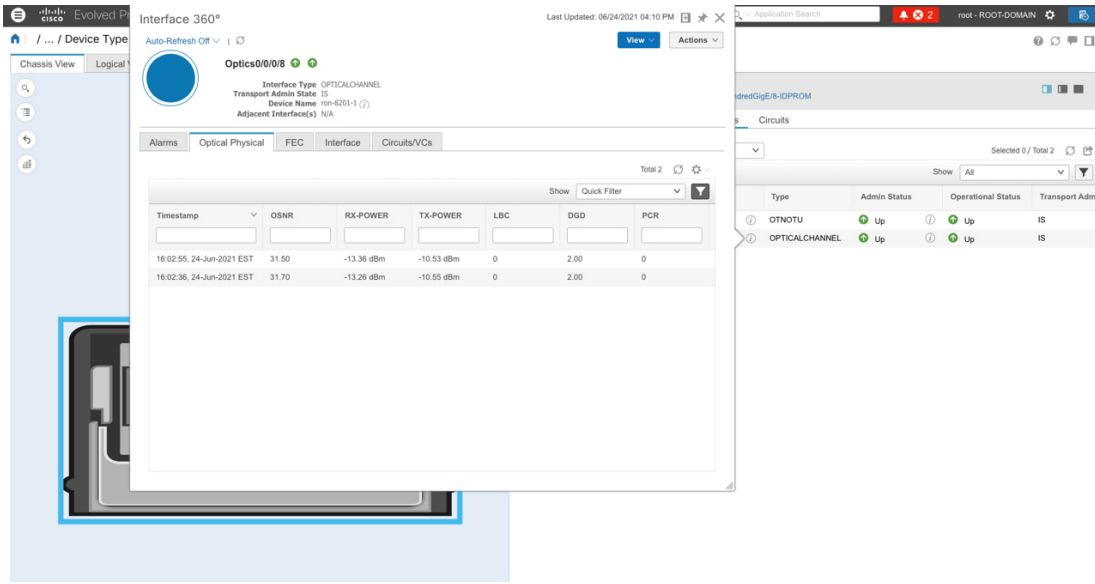 cisco Evolved Pr
Application Search
2
root - ROOT-DOMAIN
/ ... / Device Type
Chassis View
Logical
Interface 360°
Last Updated: 06/24/2021 04:10 PM
Auto-Refresh Off
View
Actions
Optics0/0/0/8
Interface Type OPTICALCHANNEL
Transport Admin State IS
Device Name ron-8201-1
Adjacent Interface(s) N/A
Alarms Optical Physical FEC Interface Circuits/VCs
Total 2
Show Quick Filter
Timestamp OSNR RX-POWER TX-POWER LBC DGD PCR
16:02:55, 24-Jun-2021 EST 31.50 -13.36 dBm -10.53 dBm 0 2.00 0
16:02:36, 24-Jun-2021 EST 31.70 -13.26 dBm -10.55 dBm 0 2.00 0
ndredGigE/8-IDPROM
s Circuits
Selected 0 / Total 2
Show All
Type Admin Status Operational Status Transport Adm
OTNOTU Up Up IS
OPTICALCHANNEL Up Up IS